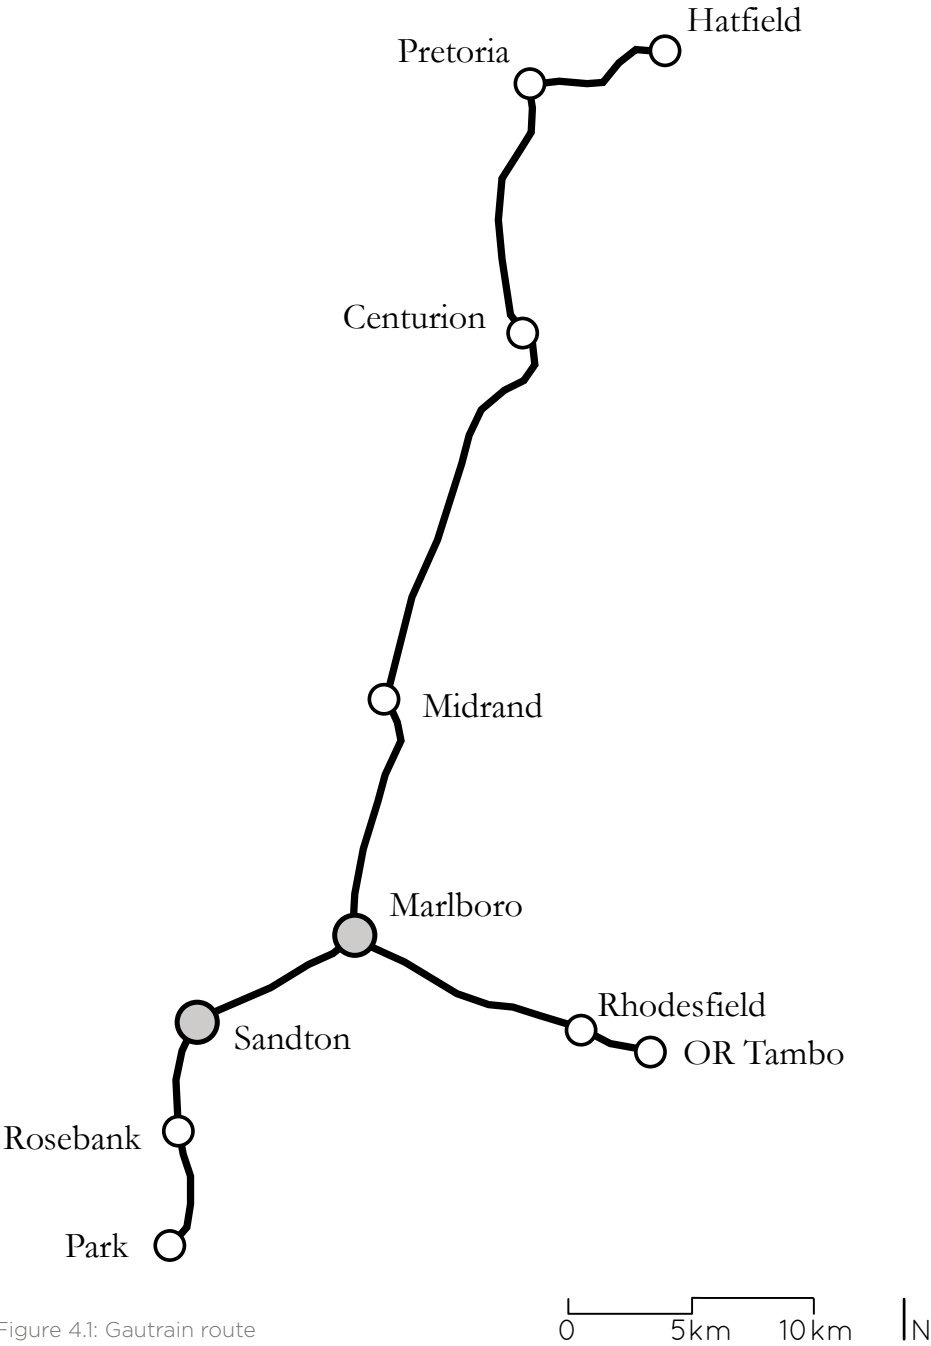 Hatfield
Pretoria
Centurion
Midrand
Marlboro
Rhodesfield
Sandton
OR Tambo
Rosebank
Park
Figure 4.1: Gautrain route
0 5km 10km N